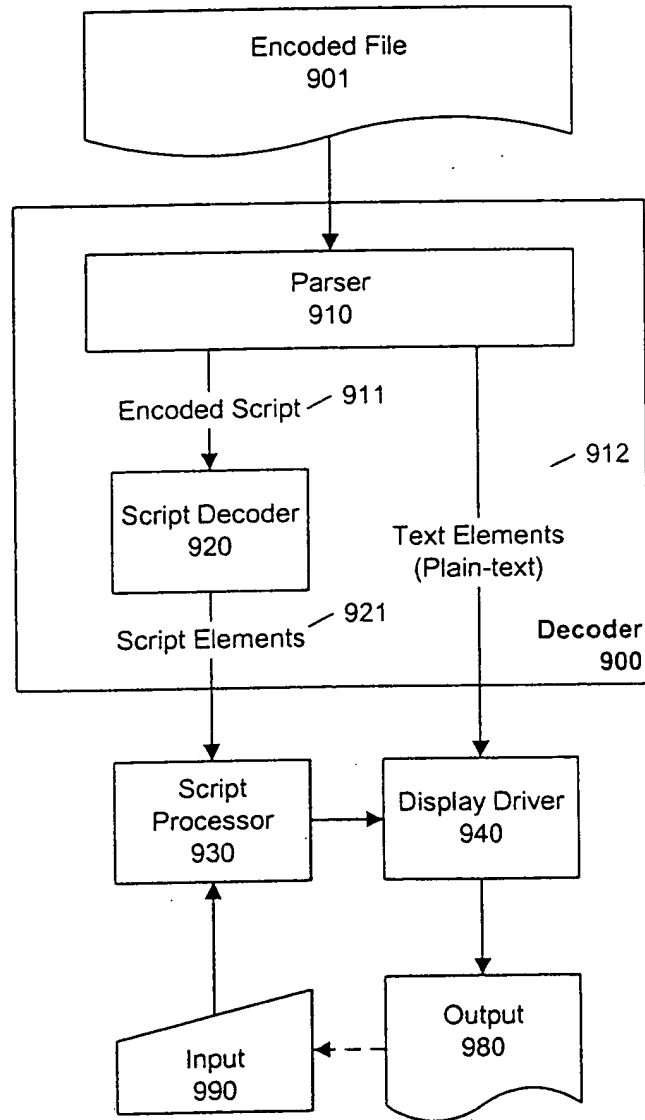 Encoded File
901
Parser
910
Encoded Script
911
912
Script Decoder
920
Text Elements
(Plain-text)
Script Elements
921
Decoder
900
Script
Processor
930
Display Driver
940
Output
980
Input
990